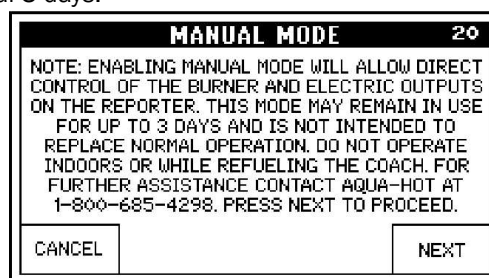 3 days.
MANUAL MODE 20
NOTE: ENABLING MANUAL MODE WILL ALLOW DIRECT
CONTROL OF THE BURNER AND ELECTRIC OUTPUTS
ON THE REPORTER. THIS MODE MAY REMAIN IN USE
FOR UP TO 3 DAYS AND IS NOT INTENDED TO
REPLACE NORMAL OPERATION. DO NOT OPERATE
INDOORS OR WHILE REFUELING THE COACH. FOR
FURTHER ASSISTANCE CONTACT AQUA-HOT AT
1-800-685-4298. PRESS NEXT TO PROCEED.
CANCEL NEXT